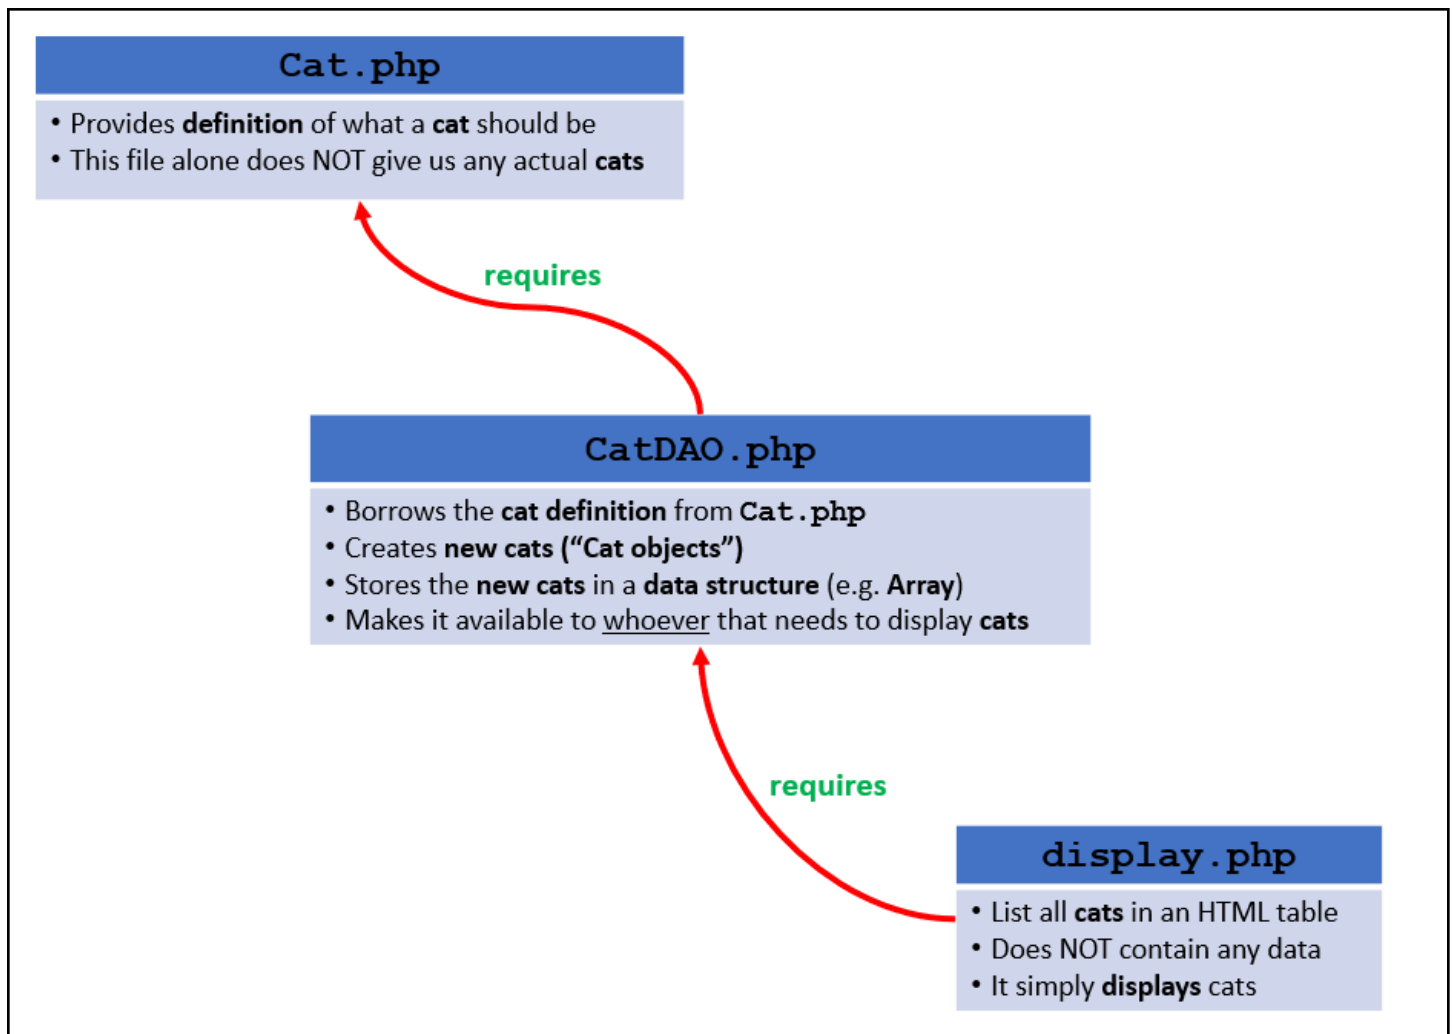 Cat.php
• Provides definition of what a cat should be
• This file alone does NOT give us any actual cats
requires
CatDAO.php
• Borrows the cat definition from Cat.php
• Creates new cats (“Cat objects”)
• Stores the new cats in a data structure (e.g. Array)
• Makes it available to whoever that needs to display cats
requires
display.php
• List all cats in an HTML table
• Does NOT contain any data
• It simply displays cats